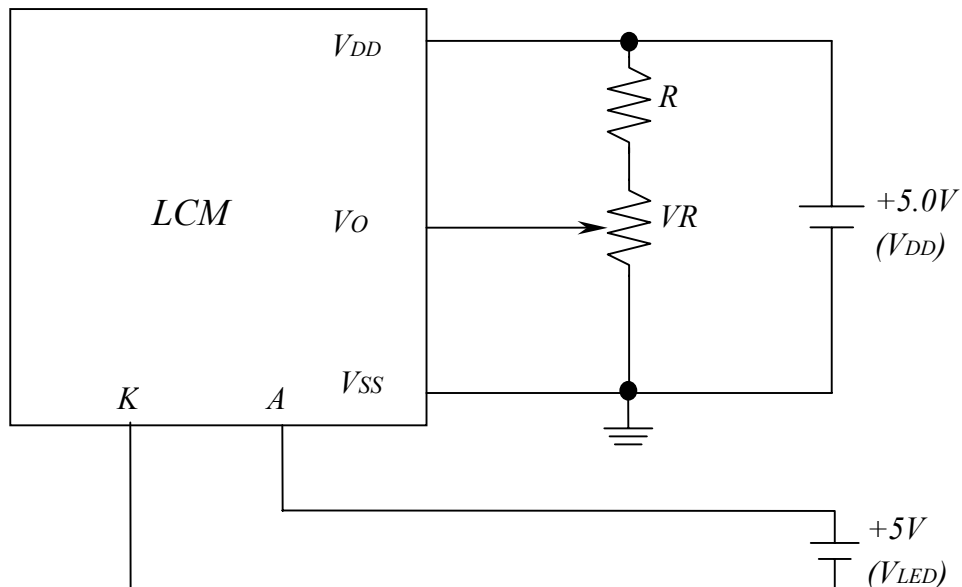 VDD
R
LCM
VO
VR
+5.0V
(VDD)
VSS
K
A
+5V
(VLED)